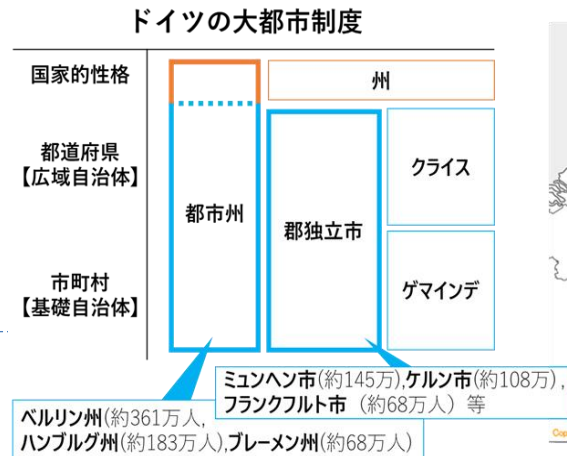 ドイツの大都市制度
国家的性格
州
都道府県
【広域自治体】
クライス
都市州
郡独立市
市町村
【基礎自治体】
ゲマインデ
ミュンヘン市(約145万),ケルン市(約108万),
フランクフルト市 (約68万人) 等
ベルリン州(約361万人,
ハンブルグ州(約183万人),ブレーメン州(約68万人)